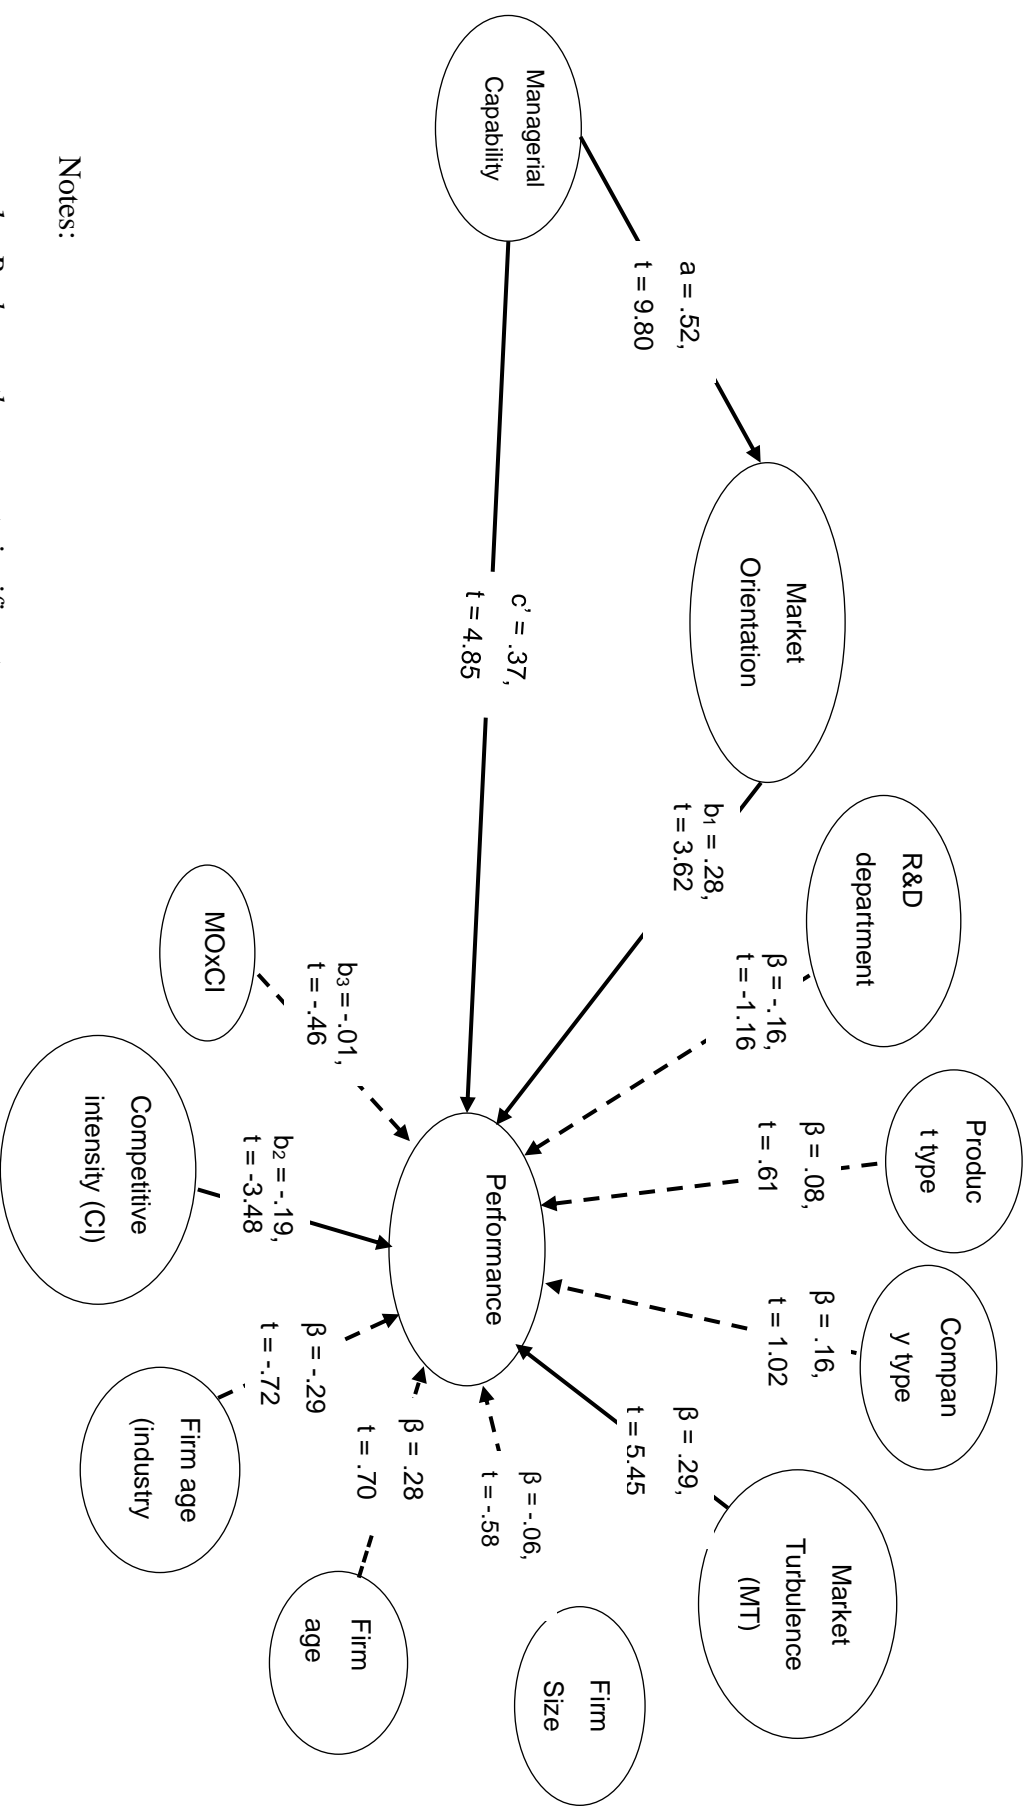 Managerial
Capability
a = .52,
t = 9.80
Market
Orientation
c' = .37,
t = 4.85
b₁ = .28,
t = 3.62
R&D
department
β = -.16,
t = -1.16
Produc
t type
β = .08,
t = .61
Compan
y type
β = .16,
t = 1.02
Market
Turbulence
(MT)
β = .29,
t = 5.45
Performance
Firm
Size
β = -.06,
t = -.58
Firm
age
β = .28
t = .70
Firm age
(industry
β = -.29
t = -.72
Competitive
intensity (CI)
b₂ = -.19,
t = -3.48
MOxCI
b₃ = -.01,
t = -.46
Notes: